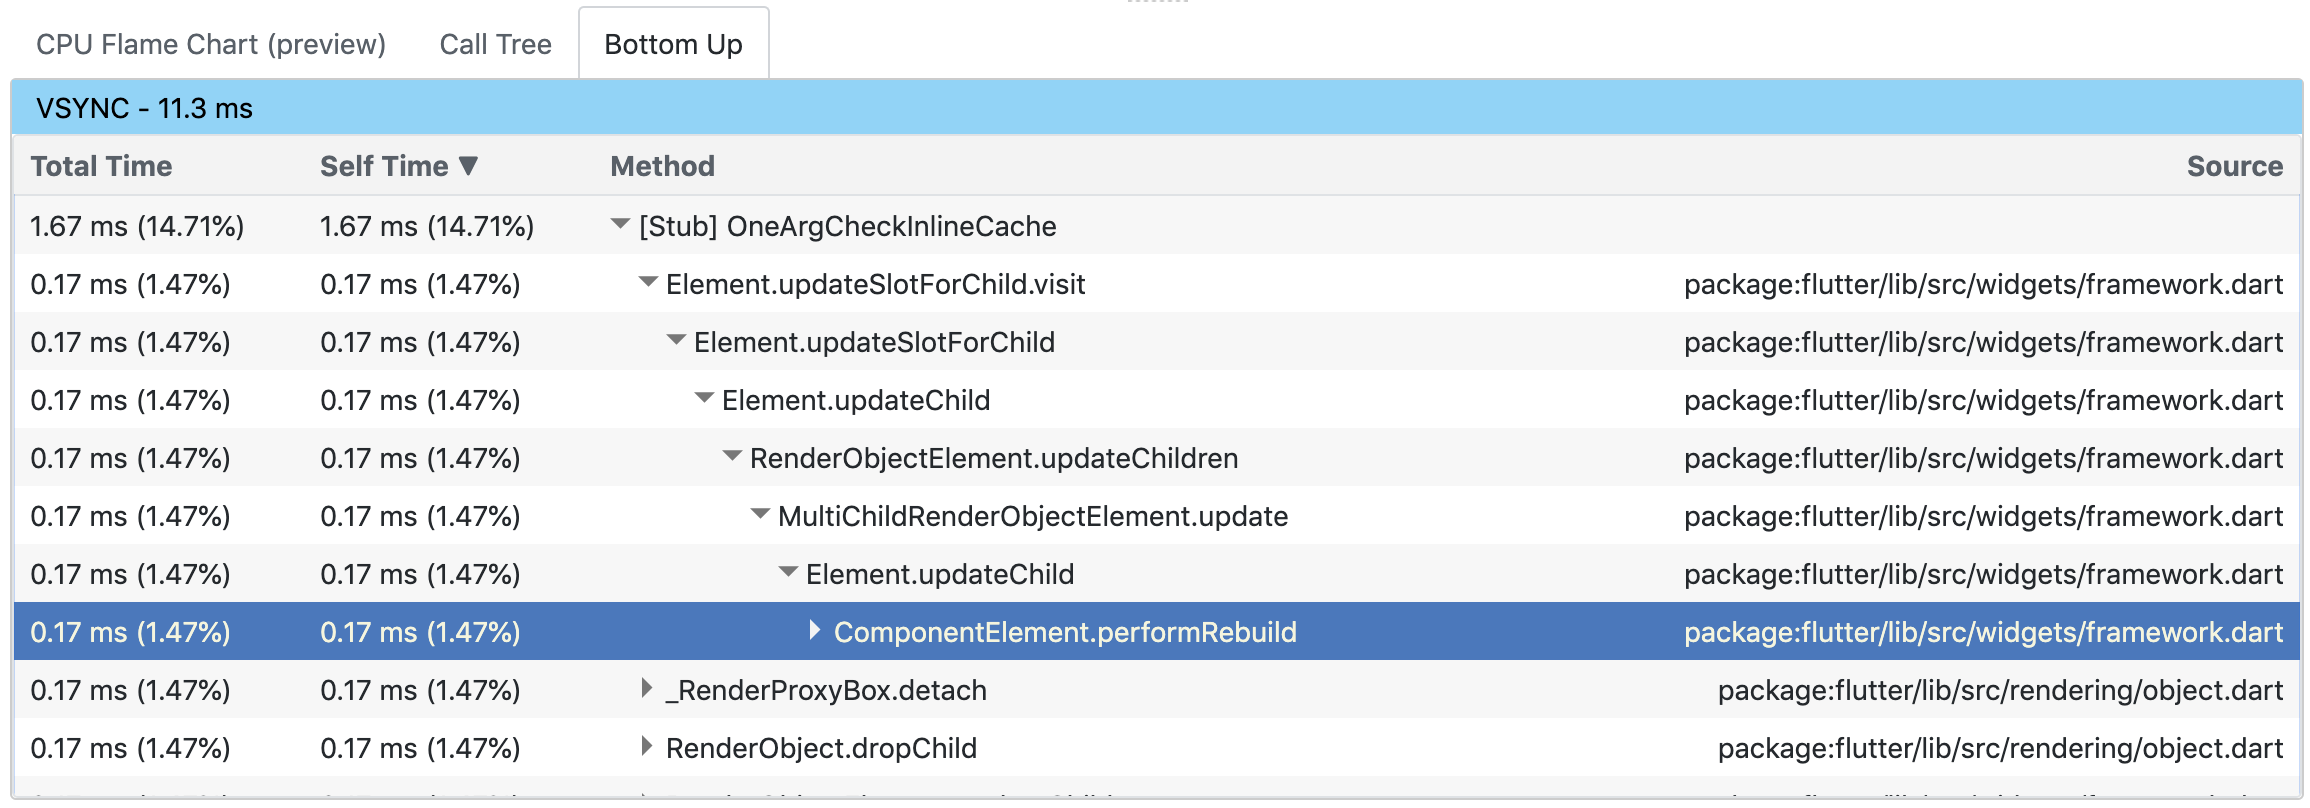 CPU Flame Chart (preview) Call Tree Bottom Up
VSYNC - 11.3 ms
Total Time Self Time ▼ Method Source
1.67 ms (14.71%) 1.67 ms (14.71%) [Stub] OneArgCheckInlineCache
0.17 ms (1.47%) 0.17 ms (1.47%) Element.updateSlotForChild.visit package:flutter/lib/src/widgets/framework.dart
0.17 ms (1.47%) 0.17 ms (1.47%) Element.updateSlotForChild package:flutter/lib/src/widgets/framework.dart
0.17 ms (1.47%) 0.17 ms (1.47%) Element.updateChild package:flutter/lib/src/widgets/framework.dart
0.17 ms (1.47%) 0.17 ms (1.47%) RenderObjectElement.updateChildren package:flutter/lib/src/widgets/framework.dart
0.17 ms (1.47%) 0.17 ms (1.47%) MultiChildRenderObjectElement.update package:flutter/lib/src/widgets/framework.dart
0.17 ms (1.47%) 0.17 ms (1.47%) Element.updateChild package:flutter/lib/src/widgets/framework.dart
0.17 ms (1.47%) 0.17 ms (1.47%) ComponentElement.performRebuild package:flutter/lib/src/widgets/framework.dart
0.17 ms (1.47%) 0.17 ms (1.47%) _RenderProxyBox.detach package:flutter/lib/src/rendering/object.dart
0.17 ms (1.47%) 0.17 ms (1.47%) RenderObject.dropChild package:flutter/lib/src/rendering/object.dart